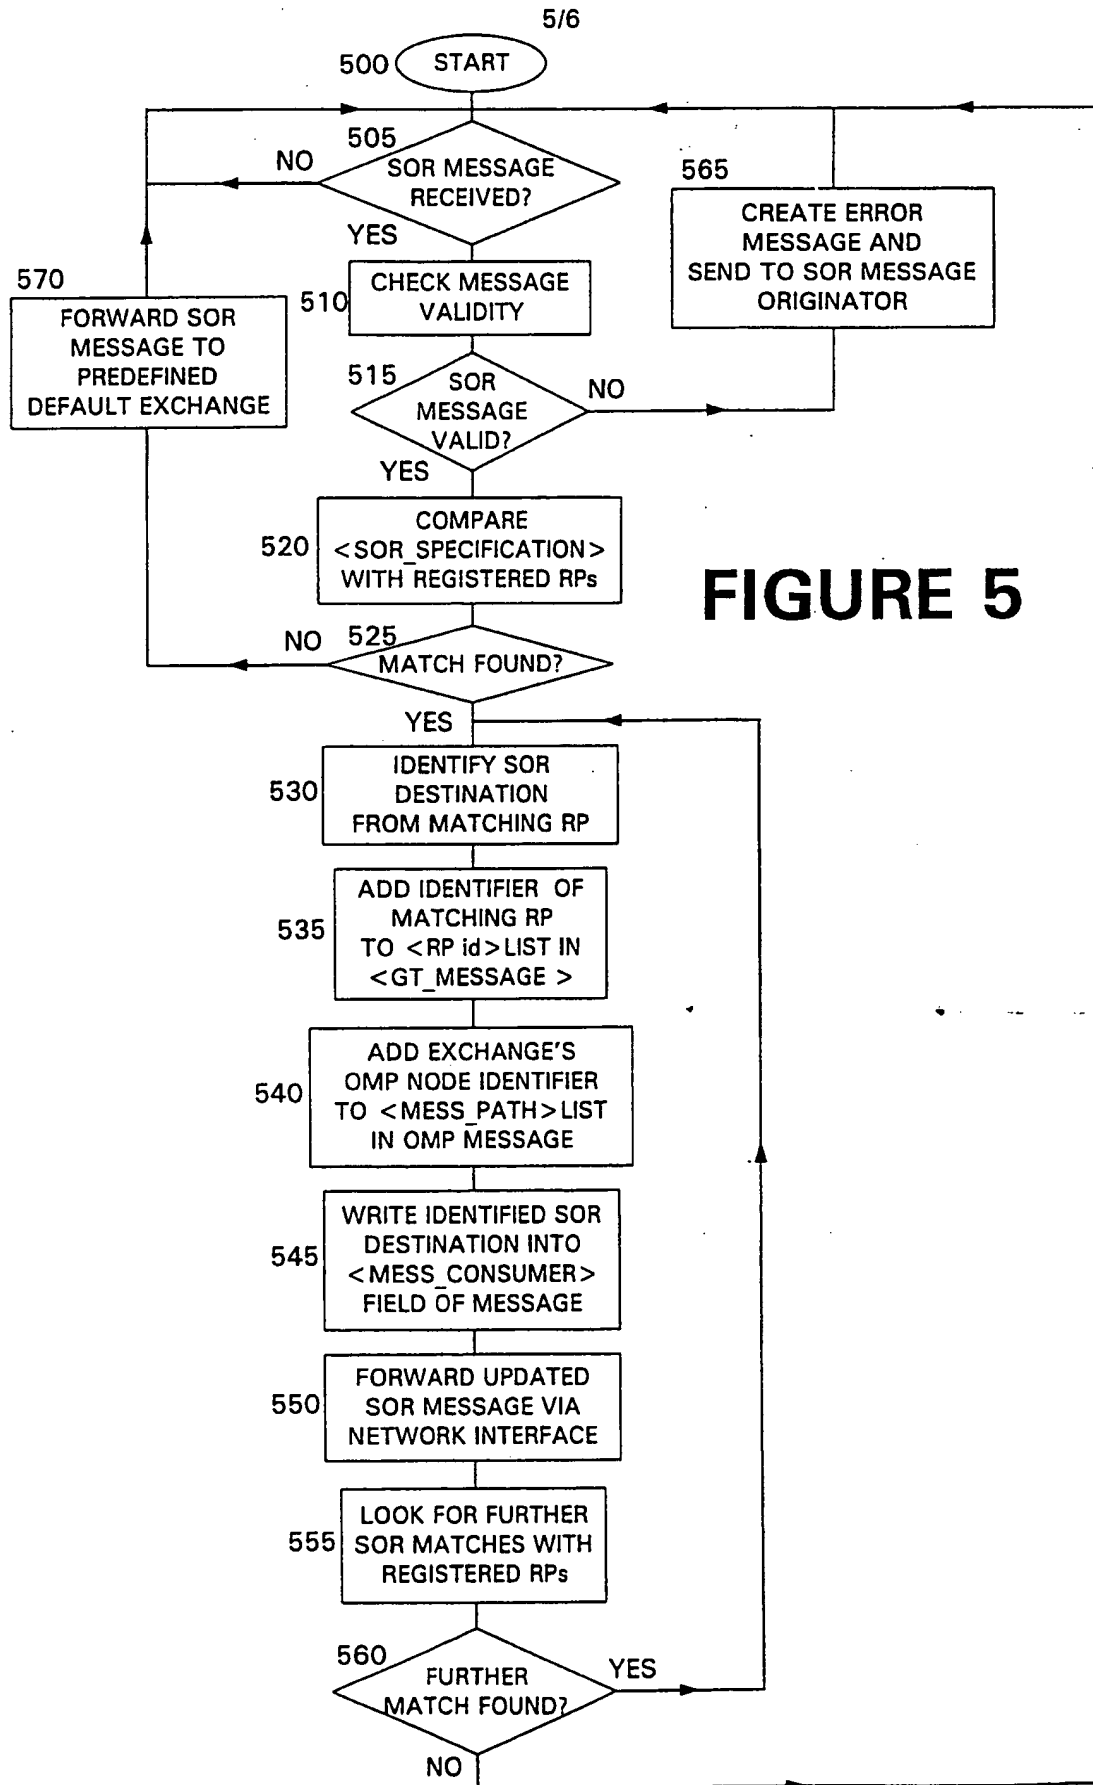 5/6
500
START
505
SOR MESSAGE
RECEIVED?
NO
YES
565
CREATE ERROR
MESSAGE AND
SEND TO SOR MESSAGE
ORIGINATOR
570
FORWARD SOR
MESSAGE TO
PREDEFINED
DEFAULT EXCHANGE
510
CHECK MESSAGE
VALIDITY
515
SOR
MESSAGE
VALID?
NO
YES
520
COMPARE
<SOR_SPECIFICATION>
WITH REGISTERED RPs
FIGURE 5
NO
525
MATCH FOUND?
YES
530
IDENTIFY SOR
DESTINATION
FROM MATCHING RP
535
ADD IDENTIFIER OF
MATCHING RP
TO <RP id> LIST IN
<GT_MESSAGE >
540
ADD EXCHANGE'S
OMP NODE IDENTIFIER
TO <MESS_PATH> LIST
IN OMP MESSAGE
545
WRITE IDENTIFIED SOR
DESTINATION INTO
<MESS_CONSUMER>
FIELD OF MESSAGE
550
FORWARD UPDATED
SOR MESSAGE VIA
NETWORK INTERFACE
555
LOOK FOR FURTHER
SOR MATCHES WITH
REGISTERED RPs
560
FURTHER
MATCH FOUND?
YES
NO